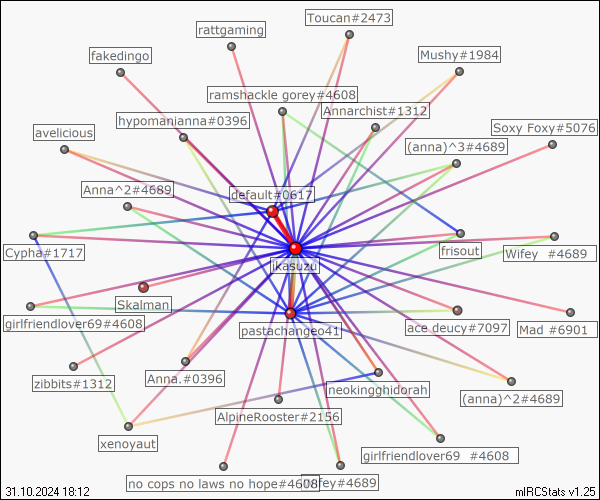 Toucan#2473
rattgaming
fakedingo
Mushy#1984
ramshackle gorey#4608
Annarchist#1312
hypomanianna#0396
Soxy Foxy#5076
avelicious
(anna)^3#4689
Anna^2#4689
default#0617
Cypha#1717
frisout
Wifey #4689
ikasuzu
Skalman
girlfriendlover69#4608
pastachangeo41
ace deucy#7097
Mad #6901
zibbits#1312
Anna.#0396
neokingghidorah
(anna)^2#4689
AlpineRooster#2156
xenoyaut
girlfriendlover69 #4608
no cops no laws no hope#4608
#4689
31.10.2024 18:12
mIRCStats v1.25